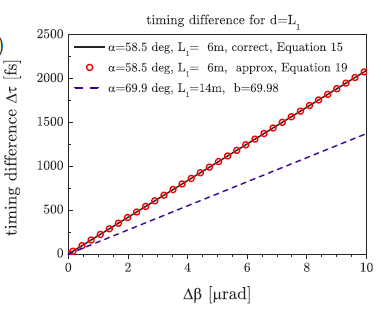 )
timing difference for d=L₁
2500
2000
1500
1000
500
0
timing difference Δτ [fs]
α=58.5 deg, L₁= 6m, correct, Equation 15
α=58.5 deg, L₁= 6m, approx, Equation 19
α=69.9 deg, L₁=14m, b=69.98
0 2 4 6 8 10
Δβ [μrad]